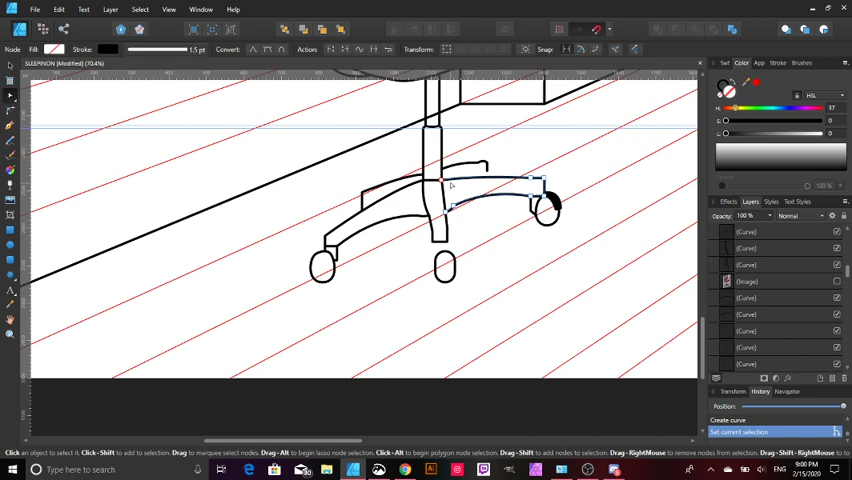 File Edit Text Layer Select View Window Help
Node Fill: Stroke: 1.5 pt Convert: Action: Transform: Snap:
SLEEPINON (Modified) (70.4%)
Set Color App Stroke Brushes
HSL
H: 37
S: 0
L: 0
100 %
Effects Layers Styles Text Styles
Opacity: 100 % Normal
(Curve)
(Curve)
(Curve)
(Image)
(Curve)
(Curve)
(Curve)
(Curve)
(Curve)
Transform History Navigator
Position:
Create curve
Set current selection
Click an object to select it. Click+Shift to add to selection. Drag to marquee select nodes. Drag+Alt to begin lasso node selection. Click+Alt to begin polygon node selection. Drag+Shift to add nodes to selection. Drag+RightMouse to remove nodes from selection. Drag+Shift+RightMouse to
Type here to search
Ai
ENG
9:00 PM
2/15/2020